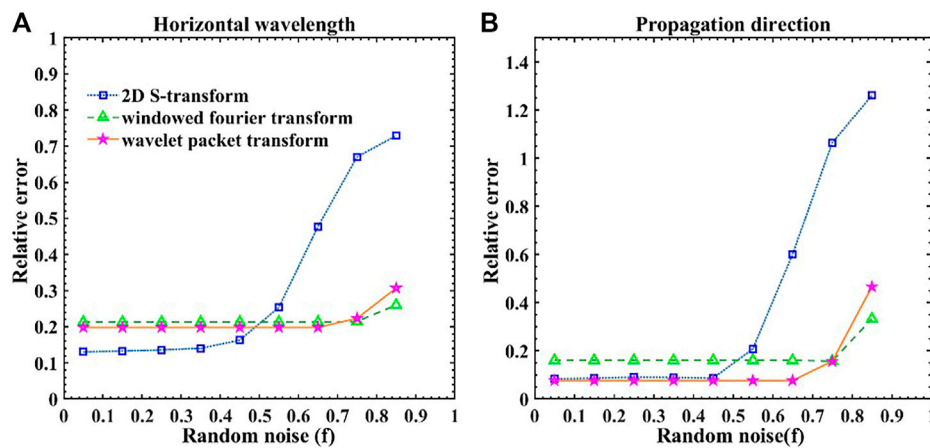 A
Horizontal wavelength
1
0.9
0.8
0.7
0.6
0.5
0.4
0.3
0.2
0.1
0
Relative error
2D S-transform
windowed fourier transform
wavelet packet transform
0 0.1 0.2 0.3 0.4 0.5 0.6 0.7 0.8 0.9 1
Random noise (f)
B
Propagation direction
1.4
1.2
1
0.8
0.6
0.4
0.2
0
Relative error
0 0.1 0.2 0.3 0.4 0.5 0.6 0.7 0.8 0.9 1
Random noise(f)